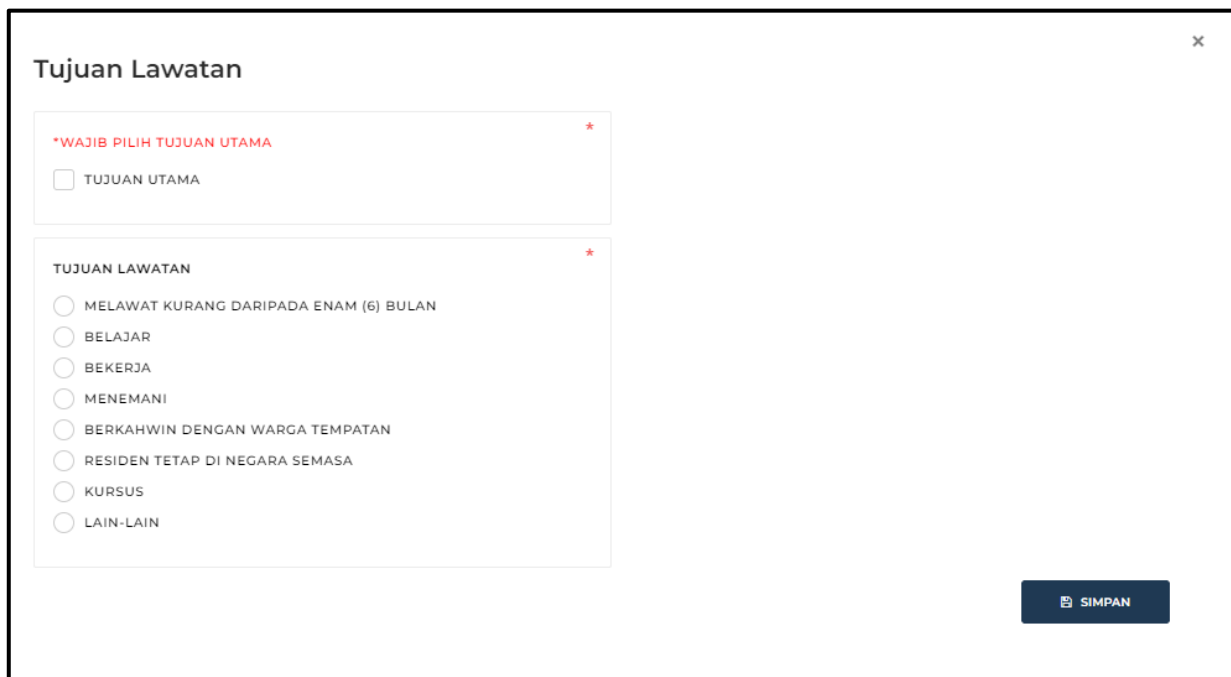 ×
Tujuan Lawatan
*
*WAJIB PILIH TUJUAN UTAMA
TUJUAN UTAMA
*
TUJUAN LAWATAN
MELAWAT KURANG DARIPADA ENAM (6) BULAN
BELAJAR
BEKERJA
MENEMANI
BERKAHWIN DENGAN WARGA TEMPATAN
RESIDEN TETAP DI NEGARA SEMASA
KURSUS
LAIN-LAIN
SIMPAN